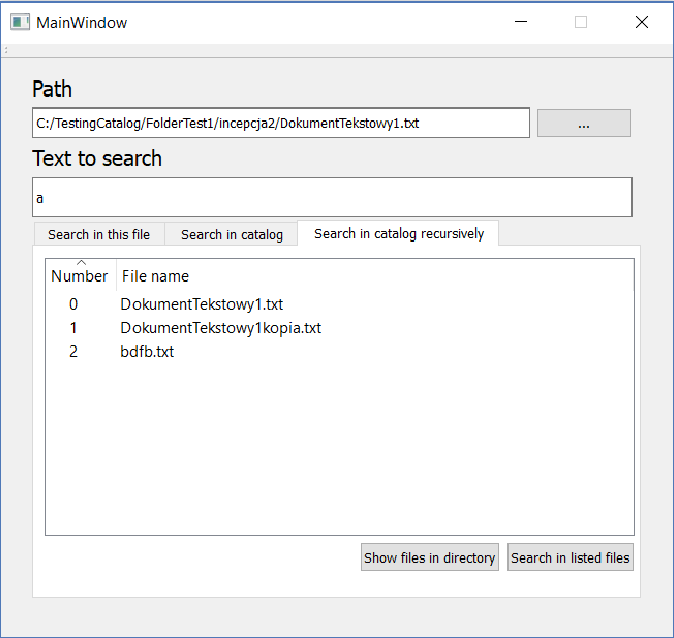 MainWindow
Path
C:/TestingCatalog/FolderTest1/incepcja2/DokumentTekstowy1.txt ...
Text to search
a
Search in this file Search in catalog Search in catalog recursively
Number File name
0 DokumentTekstowy1.txt
1 DokumentTekstowy1kopia.txt
2 bdfb.txt
Show files in directory Search in listed files